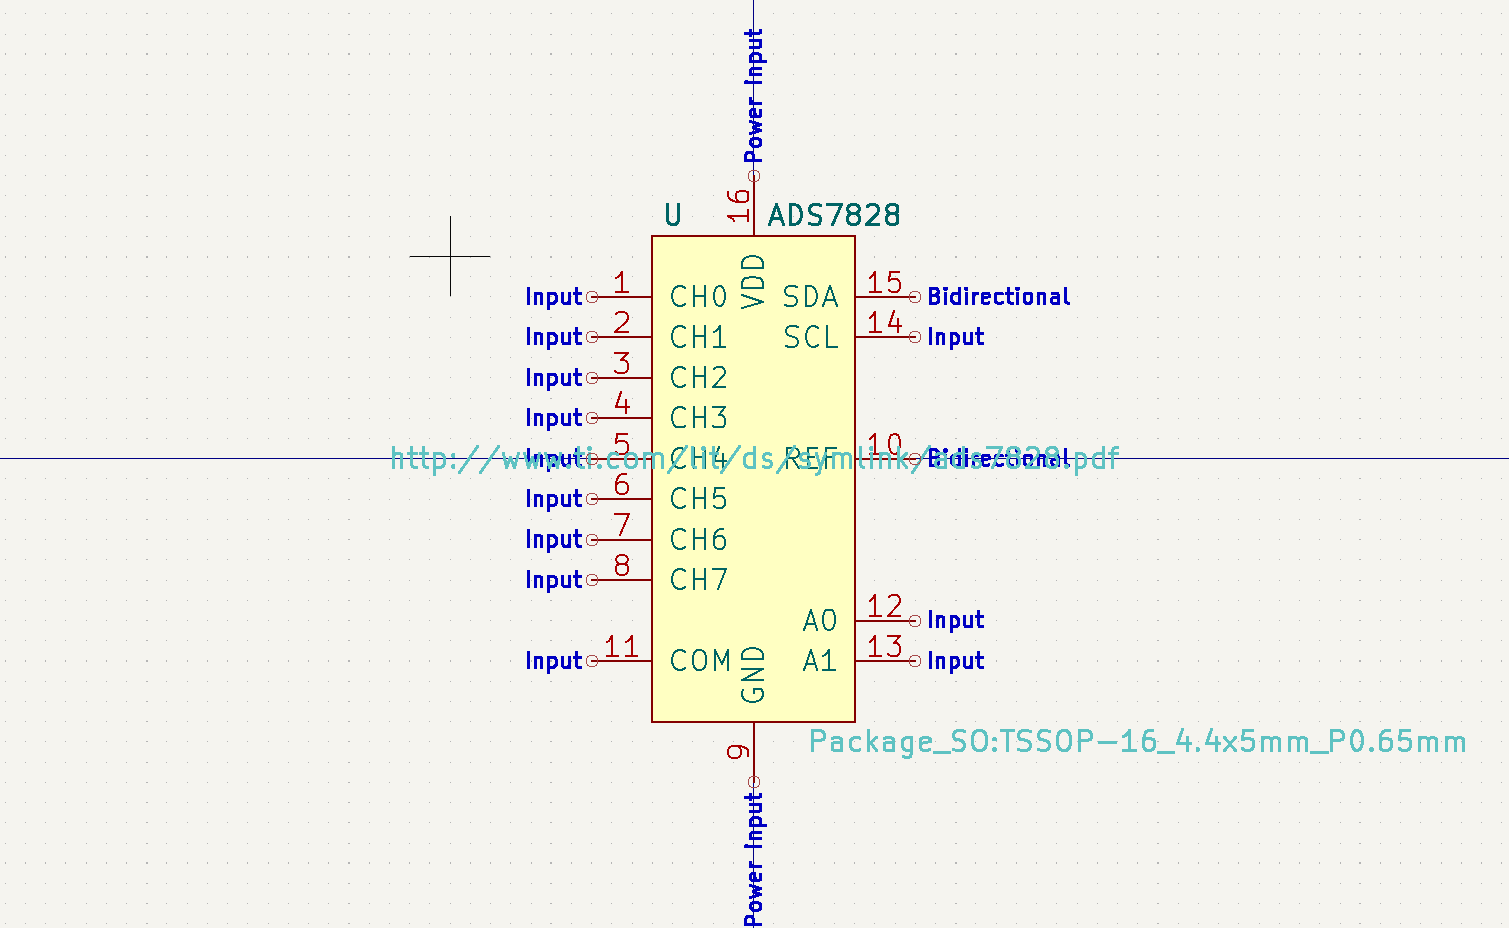 Power Input
16
U
ADS7828
VDD
Input 1 CH0
SDA 15 Bidirectional
Input 2 CH1
SCL 14 Input
Input 3 CH2
Input 4 CH3
Input 5 CH4
REF 10 Bidirectional
http://www.ti.com/lit/ds/symlink/ads7828.pdf
Input 6 CH5
Input 7 CH6
Input 8 CH7
A0 12 Input
Input 11 COM
A1 13 Input
GND
Package_SO:TSSOP-16_4.4x5mm_P0.65mm
9
Power Input